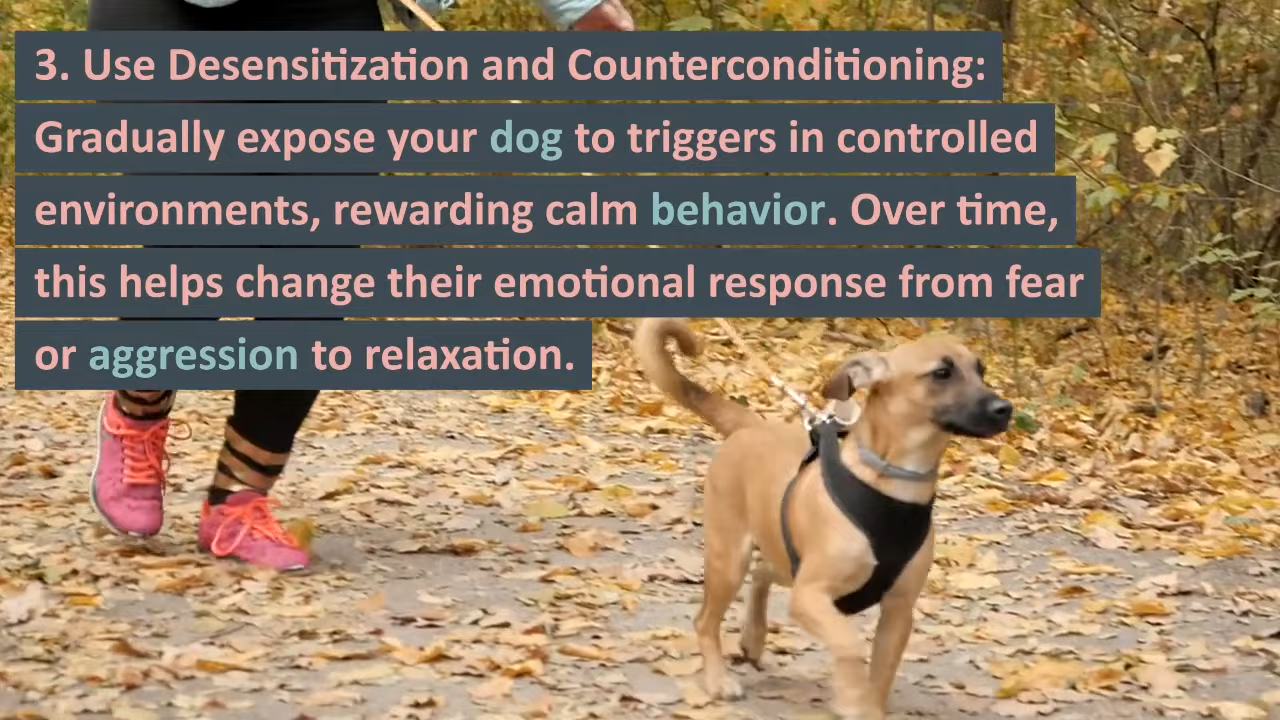 3. Use Desensitization and Counterconditioning:
Gradually expose your dog to triggers in controlled
environments, rewarding calm behavior. Over time,
this helps change their emotional response from fear
or aggression to relaxation.